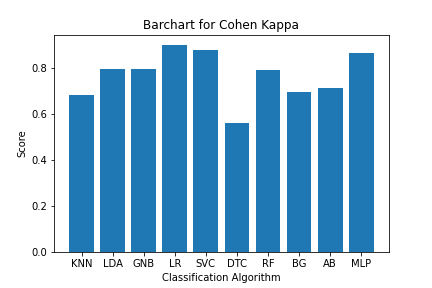 Barchart for Cohen Kappa
Score
0.8
0.6
0.4
0.2
0.0
KNN LDA GNB LR SVC DTC RF BG AB MLP
Classification Algorithm